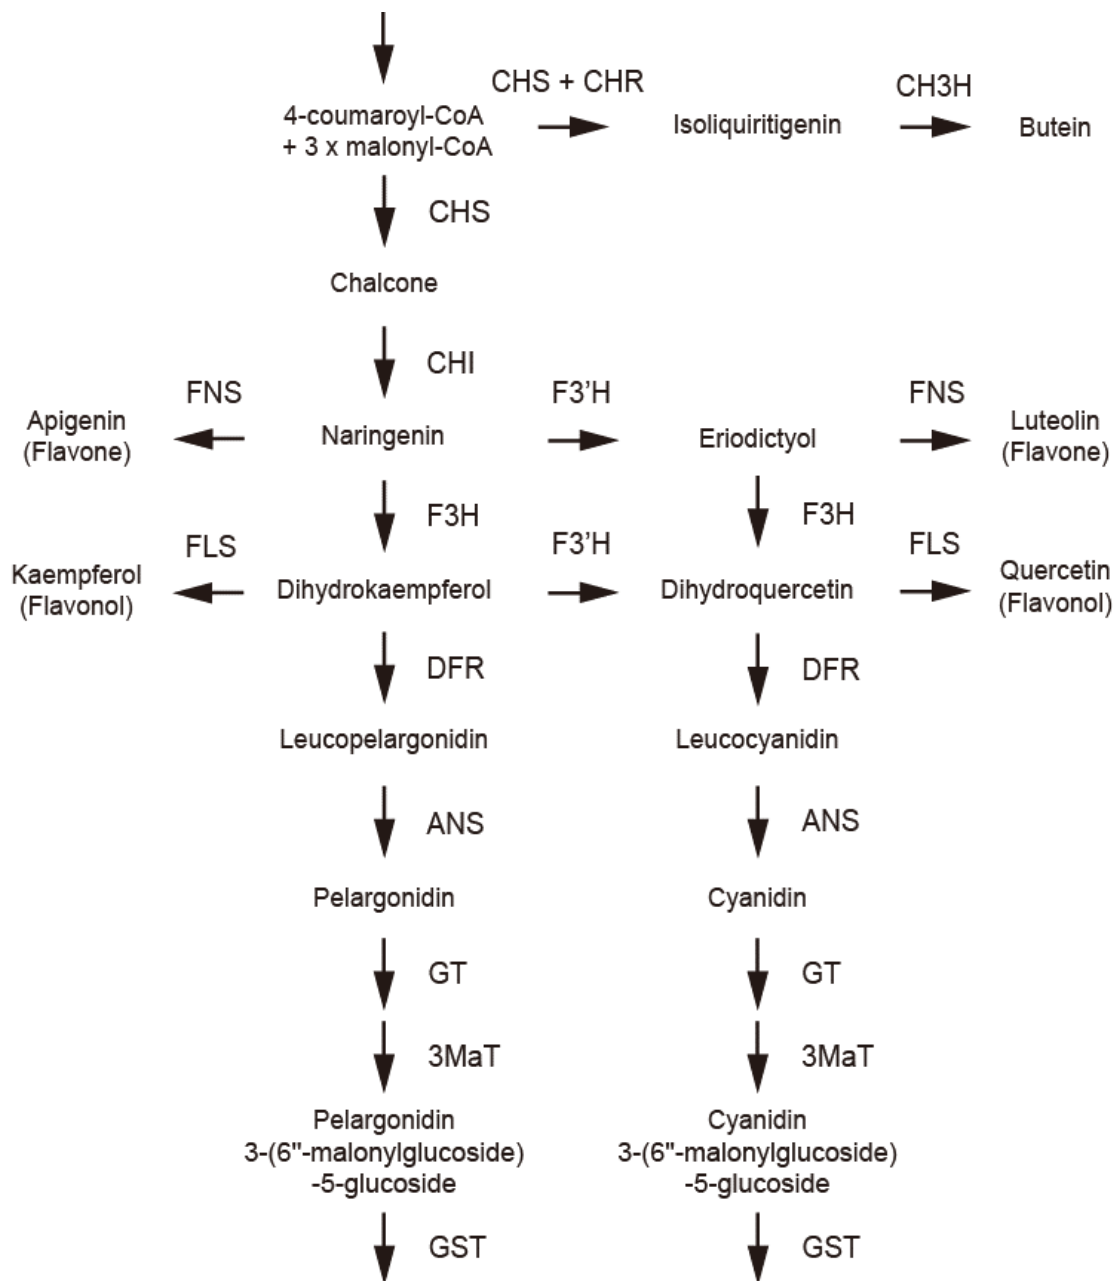 CHS + CHR
CH3H
4-coumaroyl-CoA
+ 3 x malonyl-CoA
Isoliquiritigenin
Butein
CHS
Chalcone
CHI
FNS
F3'H
FNS
Apigenin
(Flavone)
Naringenin
Eriodictyol
Luteolin
(Flavone)
F3H
F3H
FLS
F3'H
FLS
Kaempferol
(Flavonol)
Dihydrokaempferol
Dihydroquercetin
Quercetin
(Flavonol)
DFR
DFR
Leucopelargonidin
Leucocyanidin
ANS
ANS
Pelargonidin
Cyanidin
GT
GT
3MaT
3MaT
Pelargonidin
3-(6"-malonylglucoside)
-5-glucoside
Cyanidin
3-(6"-malonylglucoside)
-5-glucoside
GST
GST